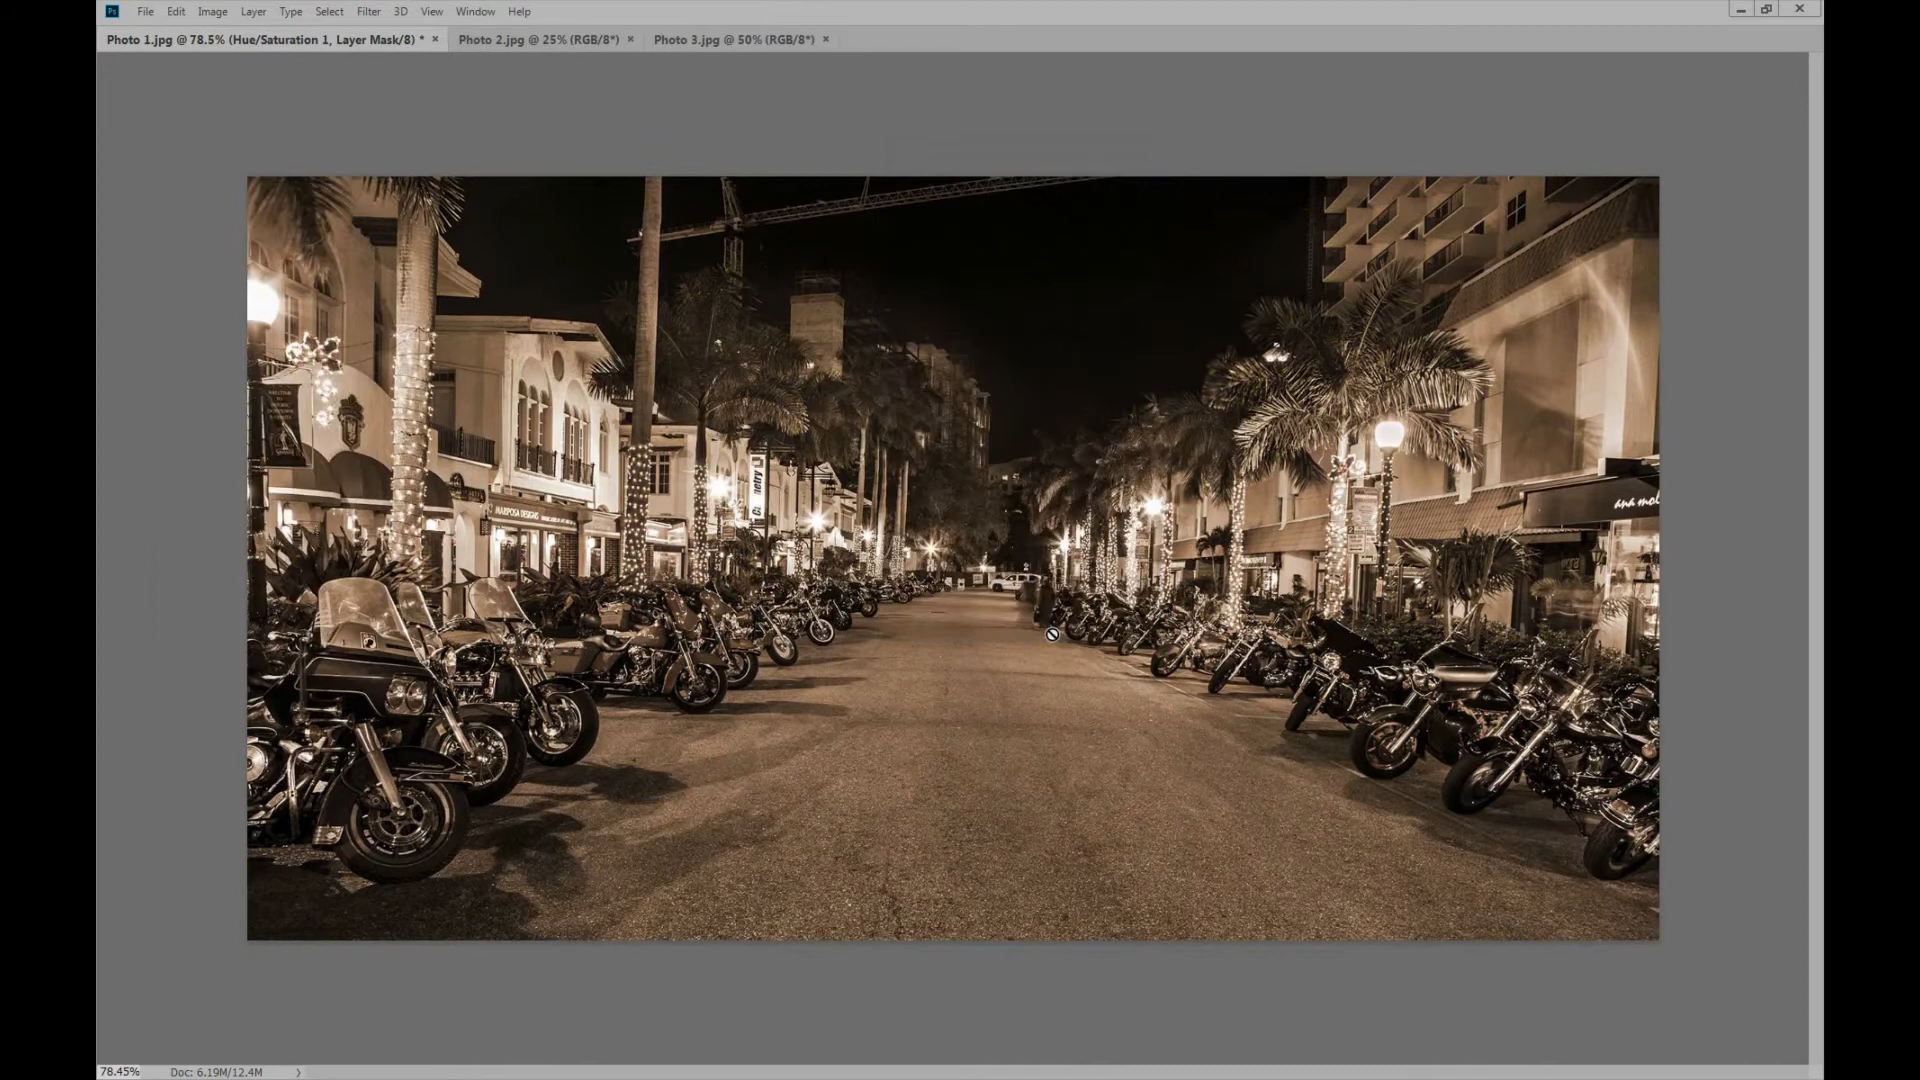 Ps File Edit Image Layer Type Select Filter 3D View Window Help
Photo 1.jpg @ 78.5% (Hue/Saturation 1, Layer Mask/8) * × Photo 2.jpg @ 25% (RGB/8*) × Photo 3.jpg @ 50% (RGB/8*) ×
WELCOME
TO
MARIPOSA DESIGNS
ana mol
78.45% Doc: 6.19M/12.4M >